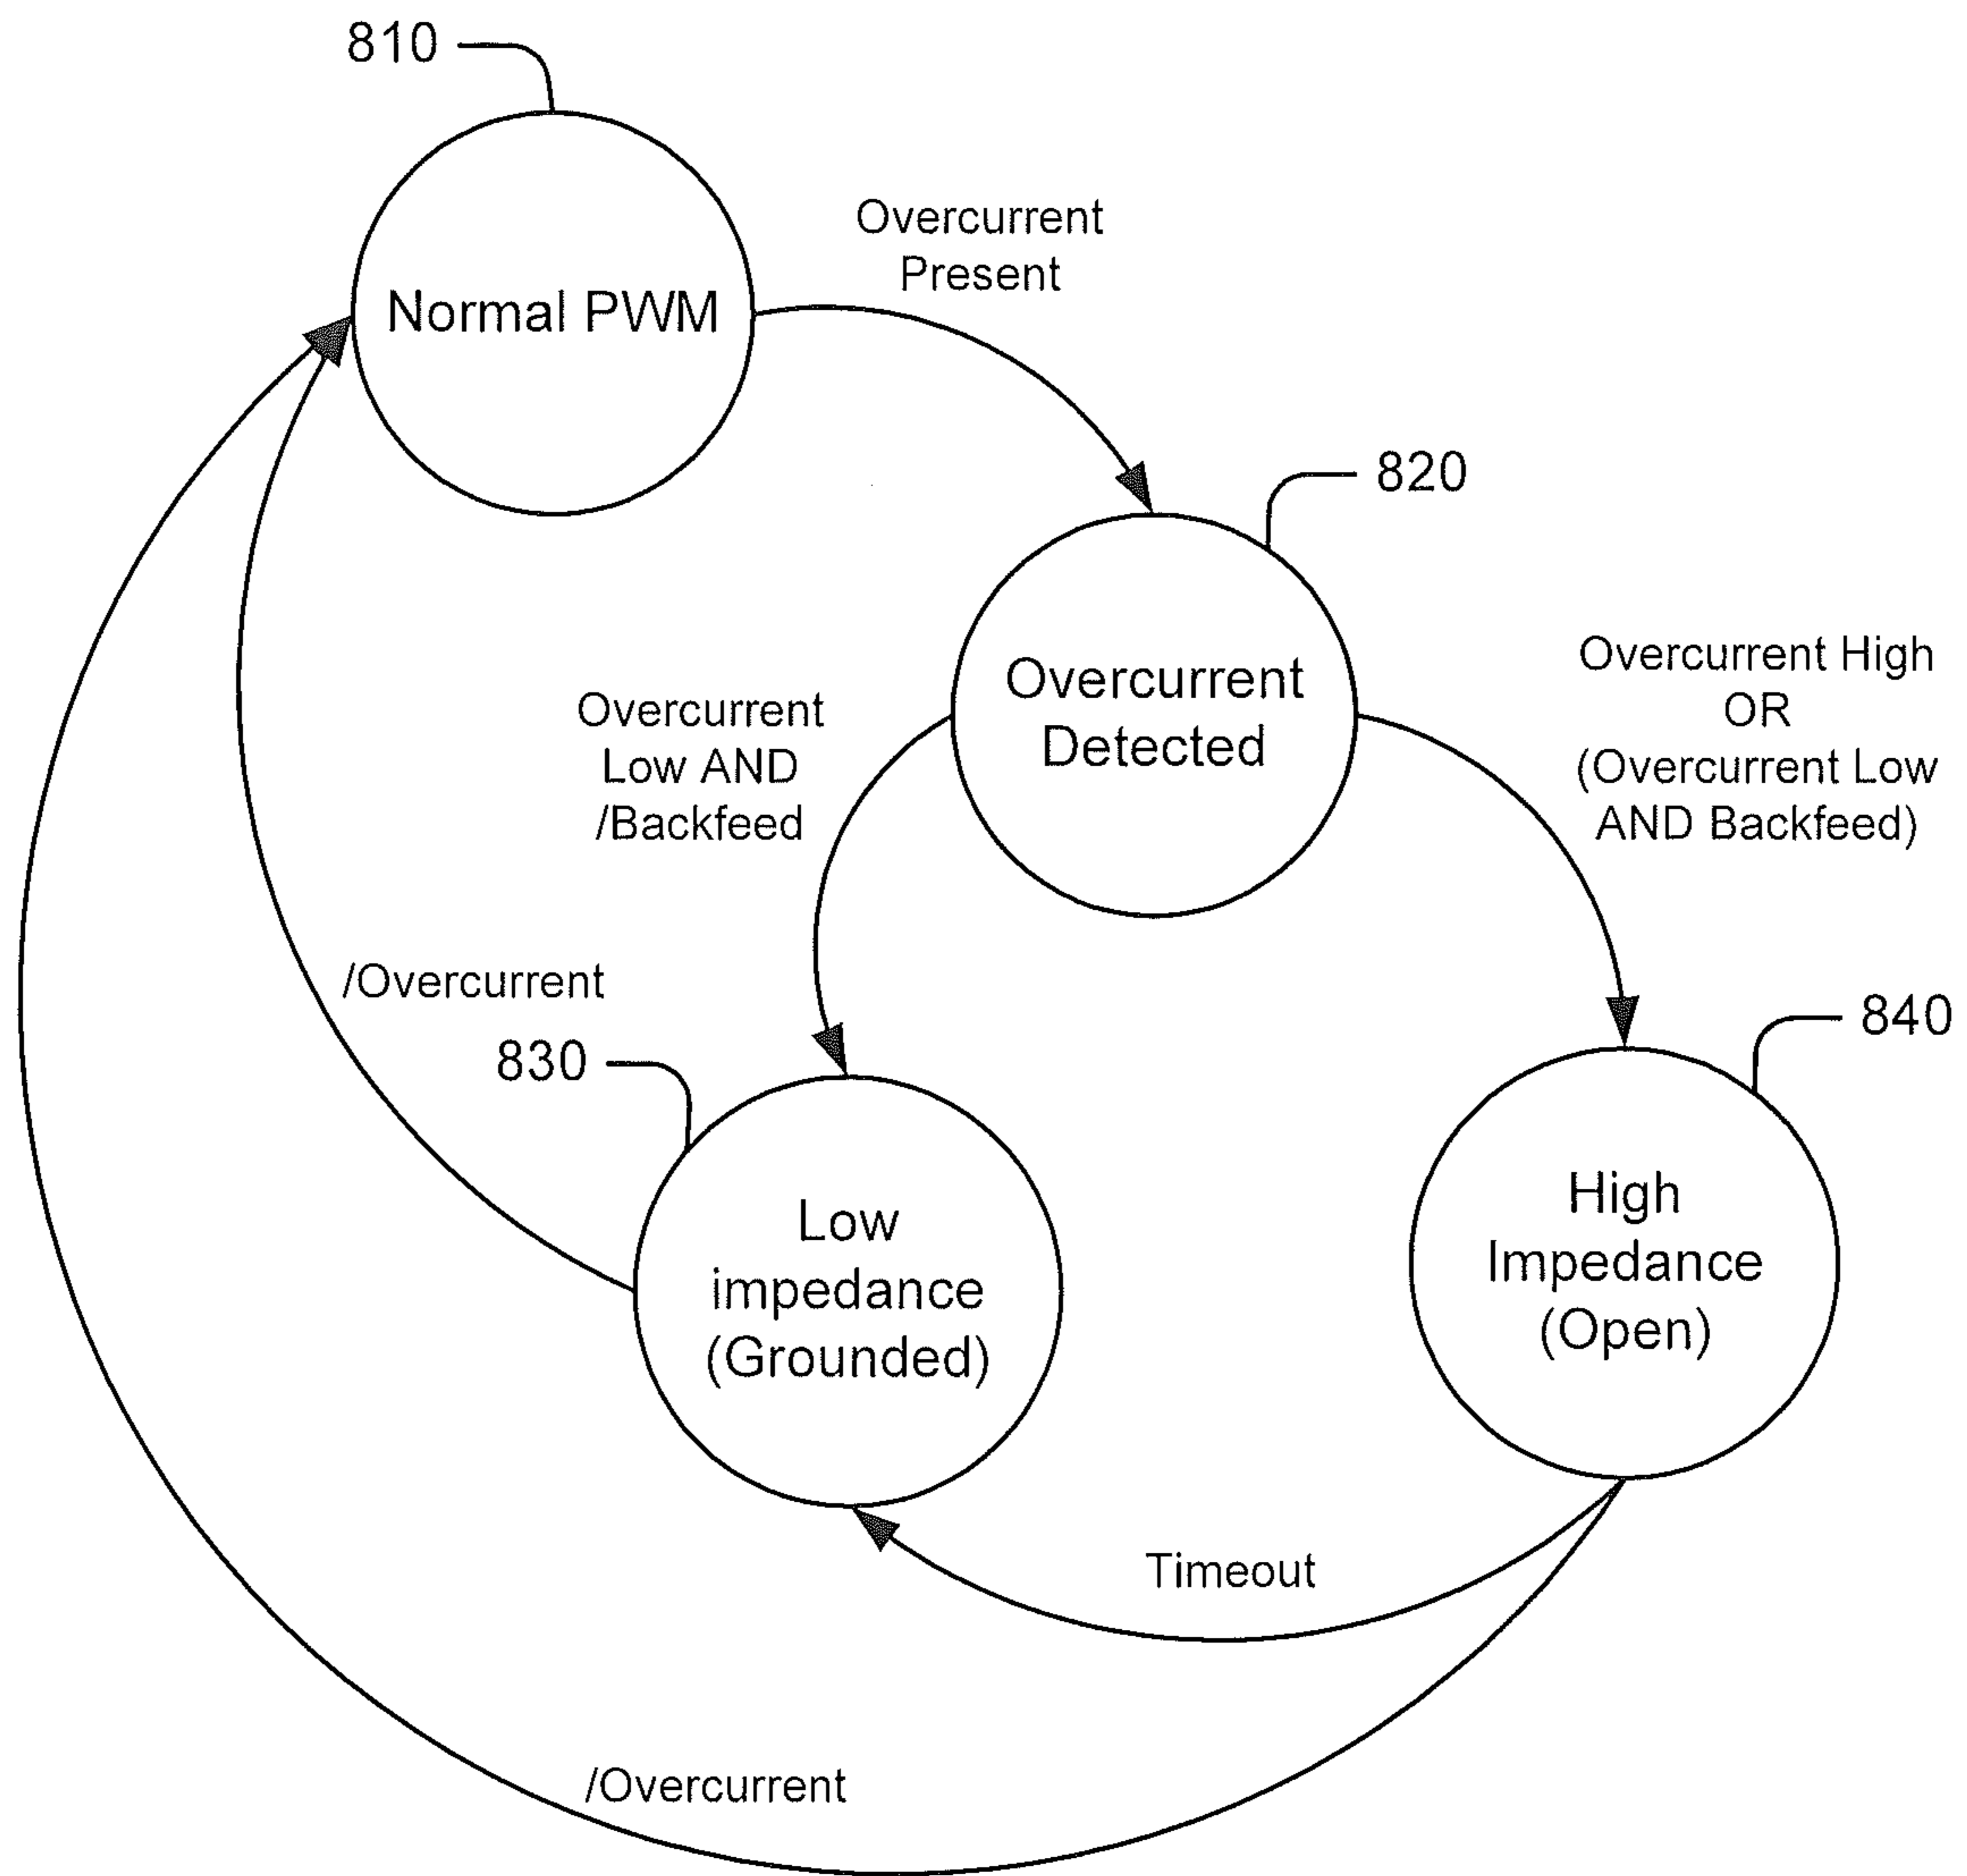 810
Normal PWM
Overcurrent
Present
820
Overcurrent
Detected
Overcurrent High
OR
(Overcurrent Low
AND Backfeed)
Overcurrent
Low AND
/Backfeed
/Overcurrent
830
840
Low
impedance
(Grounded)
High
Impedance
(Open)
Timeout
/Overcurrent